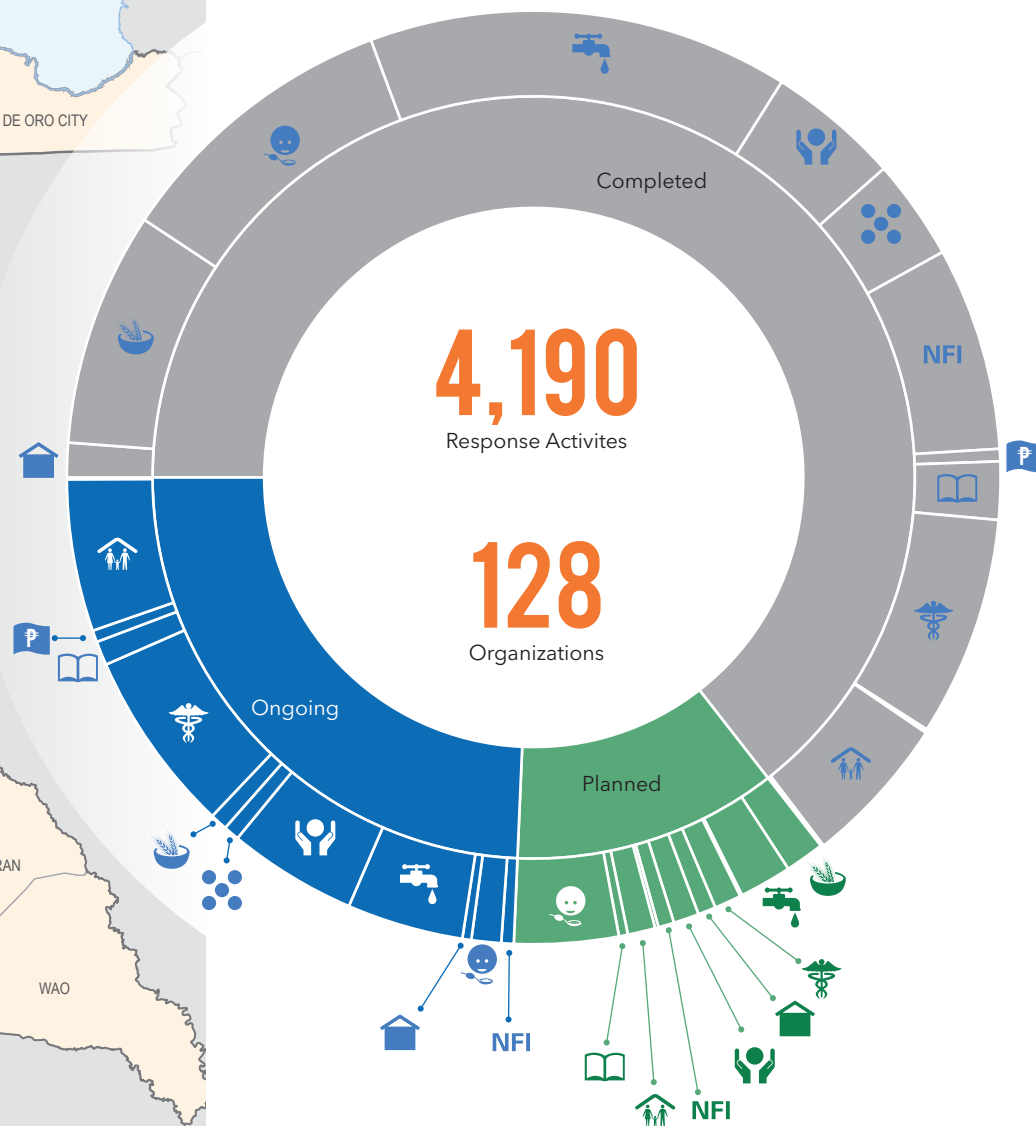 DE ORO CITY
Completed
NFI
₱
4,190
Response Activites
128
Organizations
₱
Ongoing
Planned
RAN
WAO
NFI
NFI